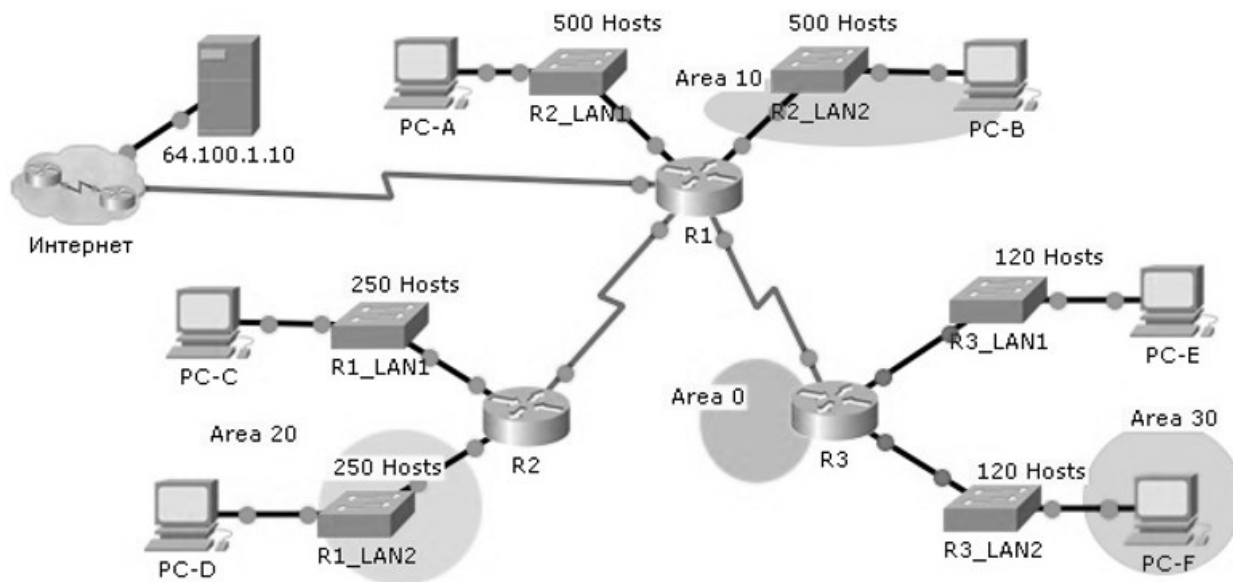 500 Hosts
500 Hosts
Area 10
PC-A
R2_LAN1
R2_LAN2
PC-B
64.100.1.10
Интернет
R1
250 Hosts
120 Hosts
PC-C
R1_LAN1
R3_LAN1
PC-E
Area 0
Area 20
R2
R3
Area 30
250 Hosts
120 Hosts
PC-D
R1_LAN2
R3_LAN2
PC-F